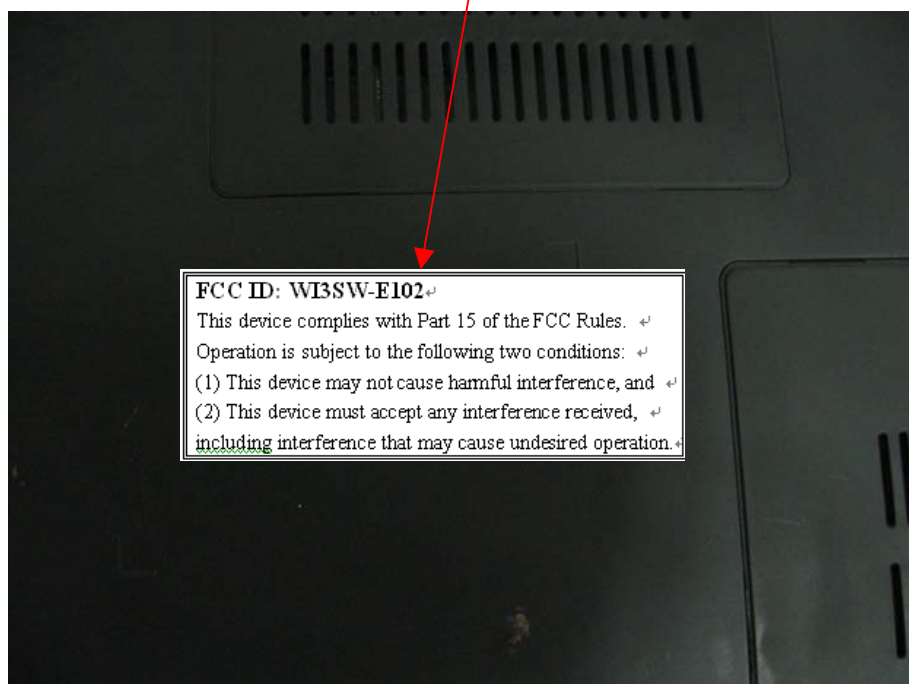 FCC ID: WI3SW-E102
This device complies with Part 15 of the FCC Rules.
Operation is subject to the following two conditions:
(1) This device may not cause harmful interference, and
(2) This device must accept any interference received,
including interference that may cause undesired operation.